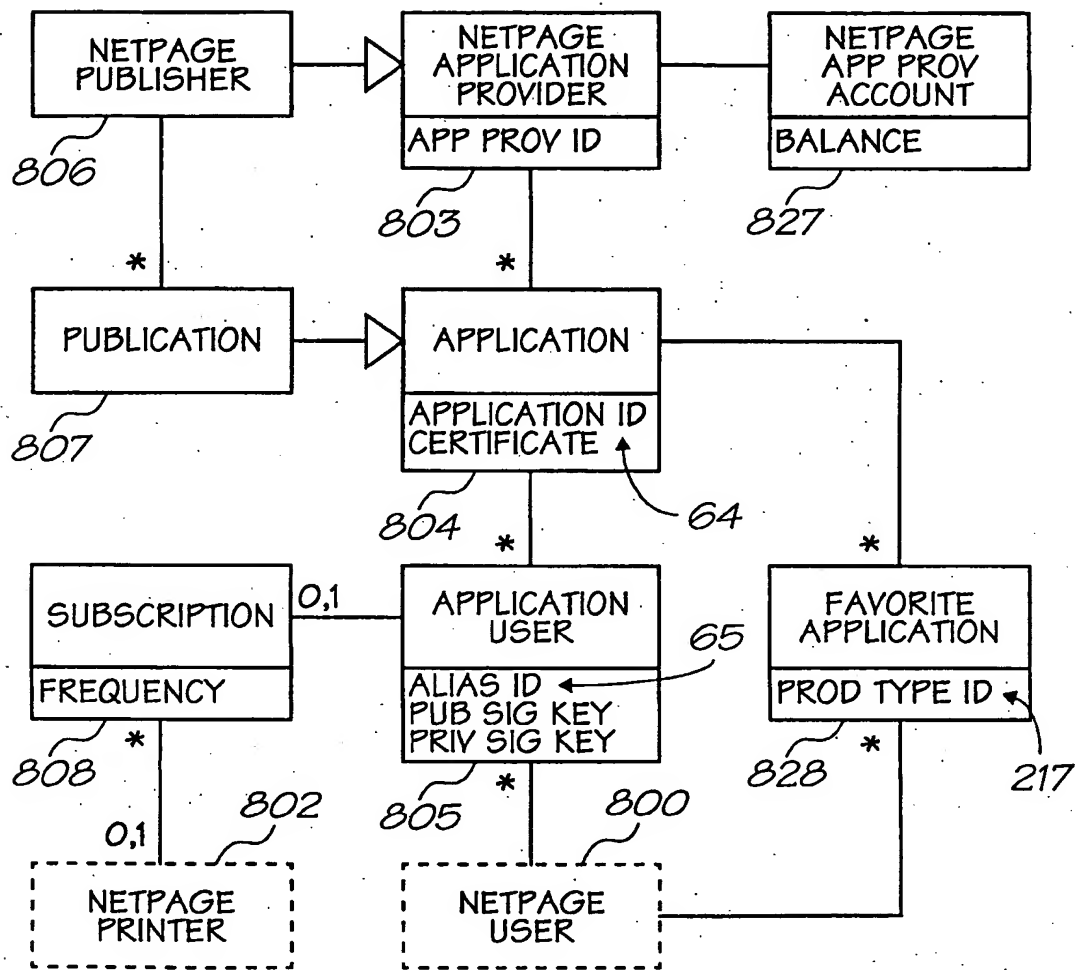 NETPAGE
PUBLISHER
806
NETPAGE
APPLICATION
PROVIDER
APP PROV ID
803
NETPAGE
APP PROV
ACCOUNT
BALANCE
827
*
*
PUBLICATION
807
APPLICATION
APPLICATION ID
CERTIFICATE
804
64
*
*
SUBSCRIPTION
0,1
FREQUENCY
808
*
APPLICATION
USER
65
ALIAS ID
PUB SIG KEY
PRIV SIG KEY
805
*
FAVORITE
APPLICATION
PROD TYPE ID
828
*
217
802
0,1
NETPAGE
PRINTER
800
NETPAGE
USER